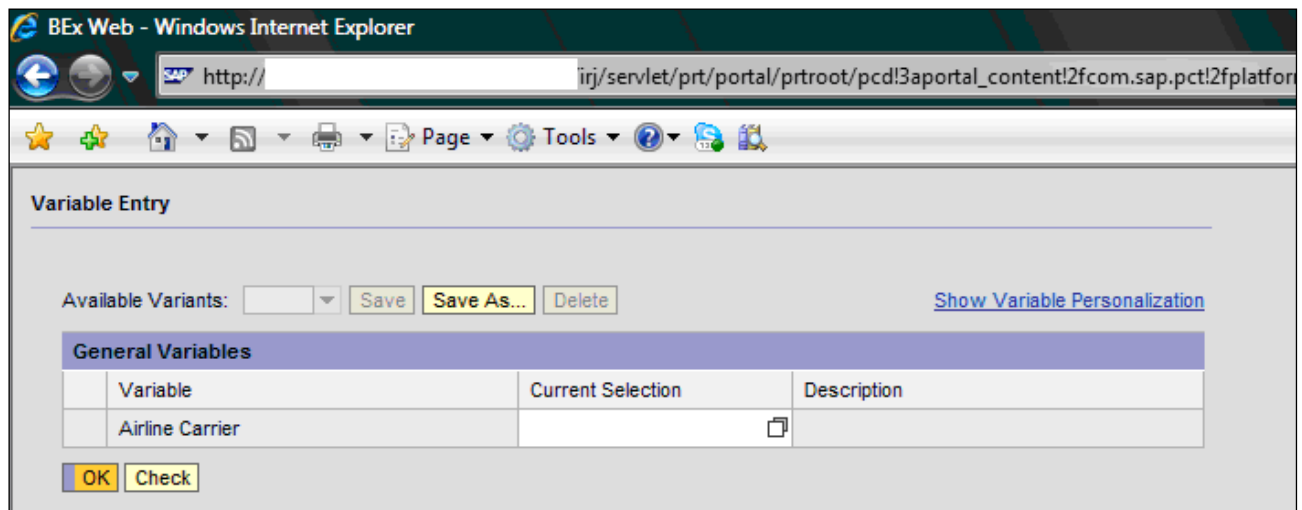 BEx Web - Windows Internet Explorer
SAP http:// irj/servlet/prt/portal/prtroot/pcd!3aportal_content!2fcom.sap.pct!2fplatfor
Page Tools
Variable Entry
Available Variants: Save Save As... Delete Show Variable Personalization
General Variables
Variable Current Selection Description
Airline Carrier
OK Check